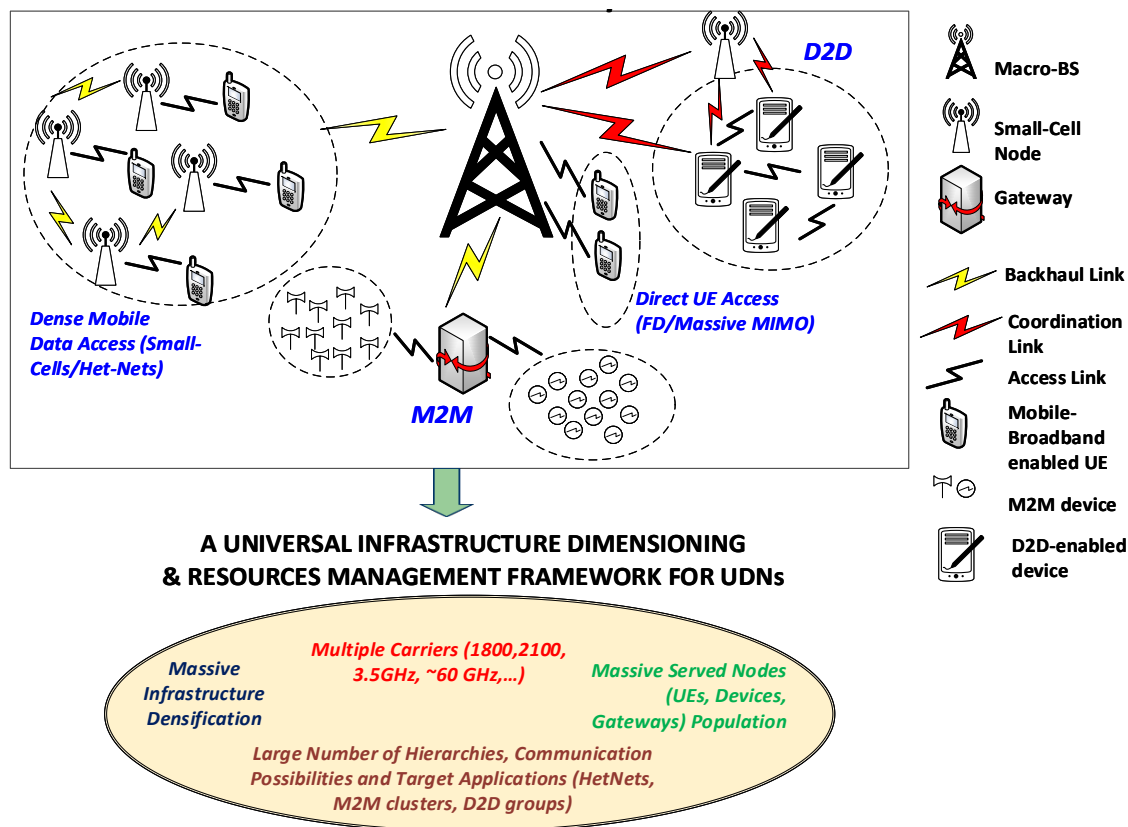 D2D
Dense Mobile
Data Access (Small-
Cells/Het-Nets)
Direct UE Access
(FD/Massive MIMO)
M2M
Macro-BS
Small-Cell
Node
Gateway
Backhaul Link
Coordination
Link
Access Link
Mobile-
Broadband
enabled UE
M2M device
D2D-enabled
device
A UNIVERSAL INFRASTRUCTURE DIMENSIONING
& RESOURCES MANAGEMENT FRAMEWORK FOR UDNs
Massive
Infrastructure
Densification
Multiple Carriers (1800,2100,
3.5GHz, ~60 GHz,...)
Massive Served Nodes
(UEs, Devices,
Gateways) Population
Large Number of Hierarchies, Communication
Possibilities and Target Applications (HetNets,
M2M clusters, D2D groups)